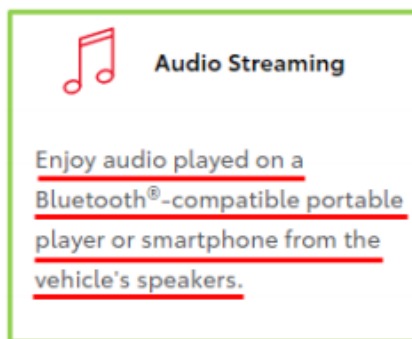 Audio Streaming
Enjoy audio played on a
Bluetooth®-compatible portable
player or smartphone from the
vehicle's speakers.